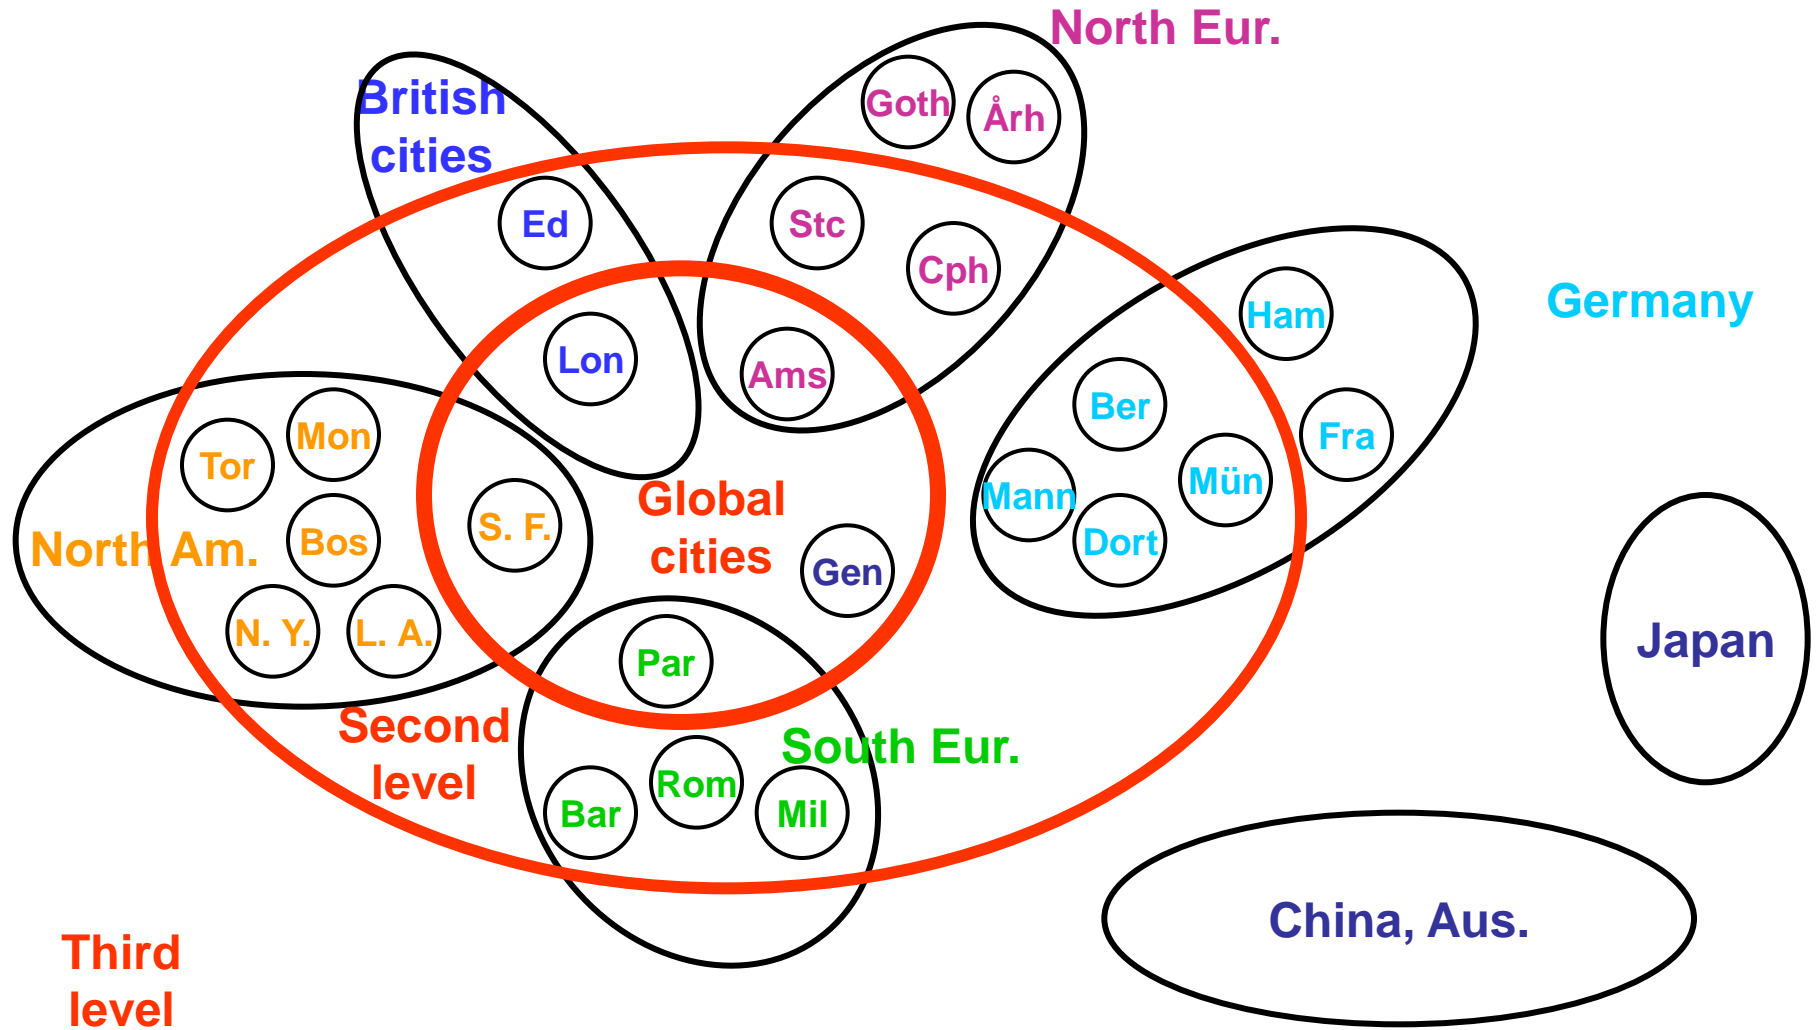 North Eur.
British
cities
Goth
Årh
Ed
Stc
Cph
Germany
Ham
Lon
Ams
Ber
Fra
Mon
Tor
Mann
Mün
Global
cities
S. F.
North Am.
Bos
Dort
Gen
N. Y.
L. A.
Par
Japan
Second
level
South Eur.
Rom
Bar
Mil
China, Aus.
Third
level